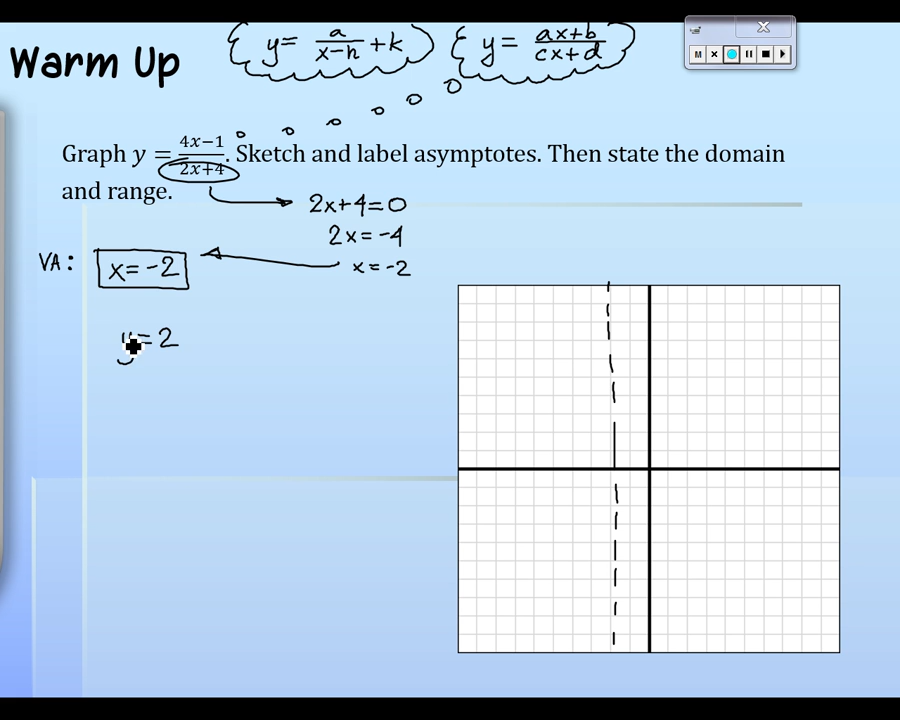 Warm Up
y = a/(x-h) + k
y = (ax+b)/(cx+d)
M
Graph y = (4x−1)/(2x+4). Sketch and label asymptotes. Then state the domain
and range.
2x+4=0
2x=-4
x=-2
VA: x=-2
y=2